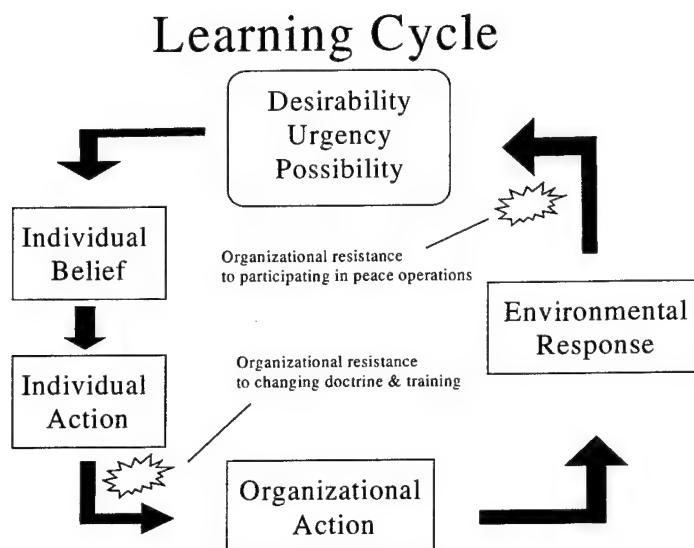 Learning Cycle
Desirability
Urgency
Possibility
Individual
Belief
Organizational resistance
to participating in peace operations
Environmental
Response
Individual
Action
Organizational resistance
to changing doctrine & training
Organizational
Action